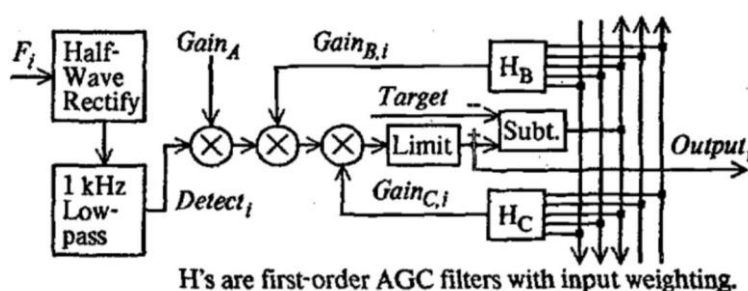 F_i
Half-
Wave
Rectify
1 kHz
Low-
pass
Detect_i
Gain_A
Gain_B,i
Gain_C,i
Target
−
+
Limit
Subt.
H_B
H_C
Output_i
H's are first-order AGC filters with input weighting.